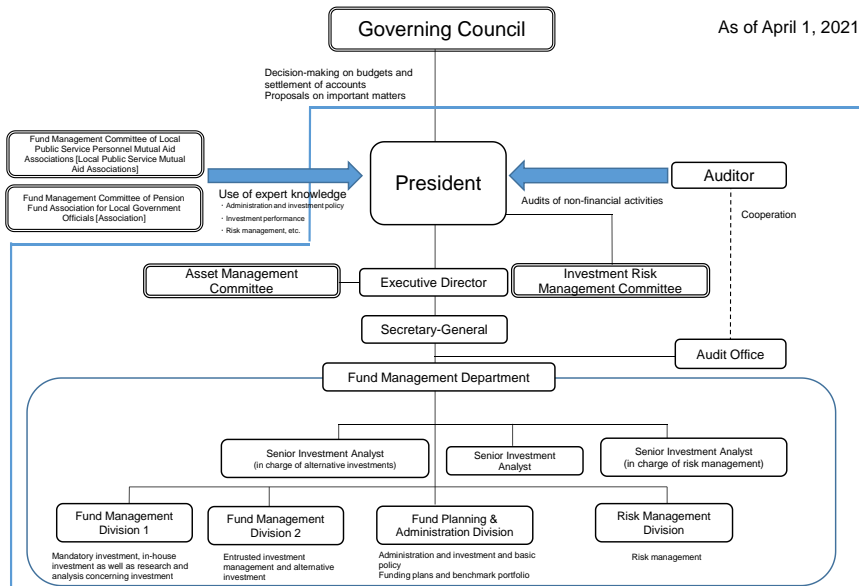 Governing Council
As of April 1, 2021
Decision-making on budgets and
settlement of accounts
Proposals on important matters
Fund Management Committee of Local
Public Service Personnel Mutual Aid
Associations [Local Public Service Mutual
Aid Associations]
Fund Management Committee of Pension
Fund Association for Local Government
Officials [Association]
Use of expert knowledge
・Administration and investment policy
・Investment performance
・Risk management, etc.
President
Auditor
Audits of non-financial activities
Cooperation
Asset Management
Committee
Executive Director
Investment Risk
Management Committee
Secretary-General
Audit Office
Fund Management Department
Senior Investment Analyst
(in charge of alternative investments)
Senior Investment
Analyst
Senior Investment Analyst
(in charge of risk management)
Fund Management
Division 1
Fund Management
Division 2
Fund Planning &
Administration Division
Risk Management
Division
Mandatory investment, in-house
investment as well as research and
analysis concerning investment
Entrusted investment
management and alternative
investment
Administration and investment and basic
policy
Funding plans and benchmark portfolio
Risk management